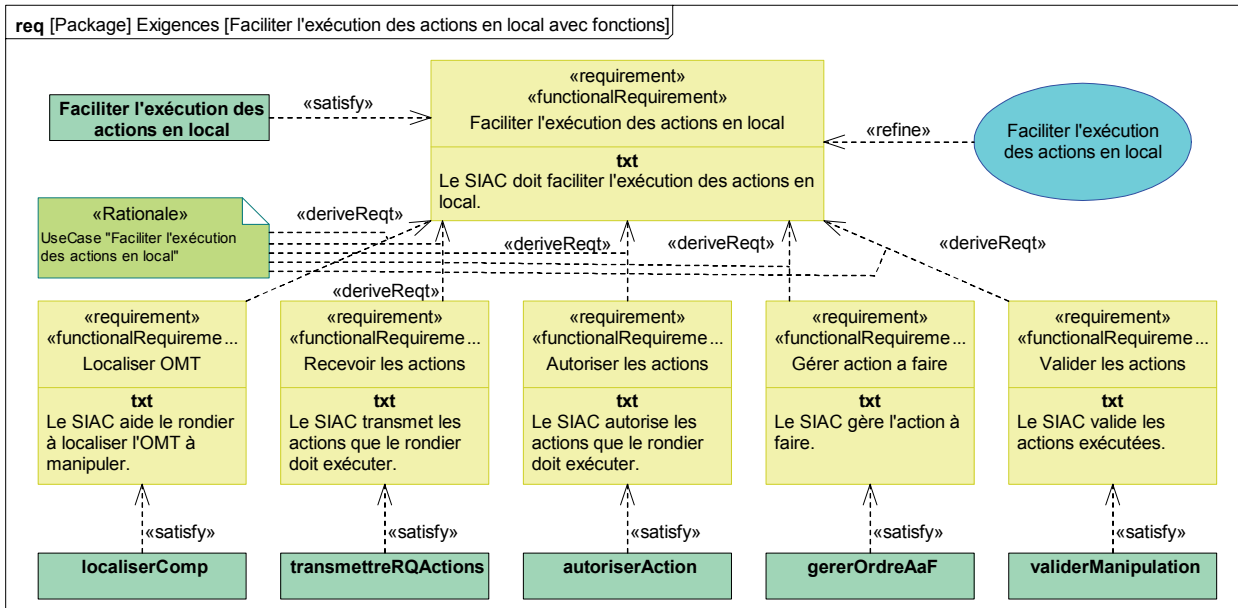 req [Package] Exigences [Faciliter l'exécution des actions en local avec fonctions]
Faciliter l'exécution des
actions en local
«satisfy»
«requirement»
«functionalRequirement»
Faciliter l'exécution des actions en local
txt
Le SIAC doit faciliter l'exécution des actions en
local.
«refine»
Faciliter l'exécution
des actions en local
«Rationale»
UseCase "Faciliter l'exécution
des actions en local"
«deriveReqt»
«deriveReqt»
«deriveReqt»
«deriveReqt»
«deriveReqt»
«requirement»
«functionalRequireme...
Localiser OMT
txt
Le SIAC aide le rondier
à localiser l'OMT à
manipuler.
«requirement»
«functionalRequireme...
Recevoir les actions
txt
Le SIAC transmet les
actions que le rondier
doit exécuter.
«requirement»
«functionalRequireme...
Autoriser les actions
txt
Le SIAC autorise les
actions que le rondier
doit exécuter.
«requirement»
«functionalRequireme...
Gérer action a faire
txt
Le SIAC gère l'action à
faire.
«requirement»
«functionalRequireme...
Valider les actions
txt
Le SIAC valide les
actions exécutées.
«satisfy»
«satisfy»
«satisfy»
«satisfy»
«satisfy»
localiserComp
transmettreRQActions
autoriserAction
gererOrdreAaF
validerManipulation